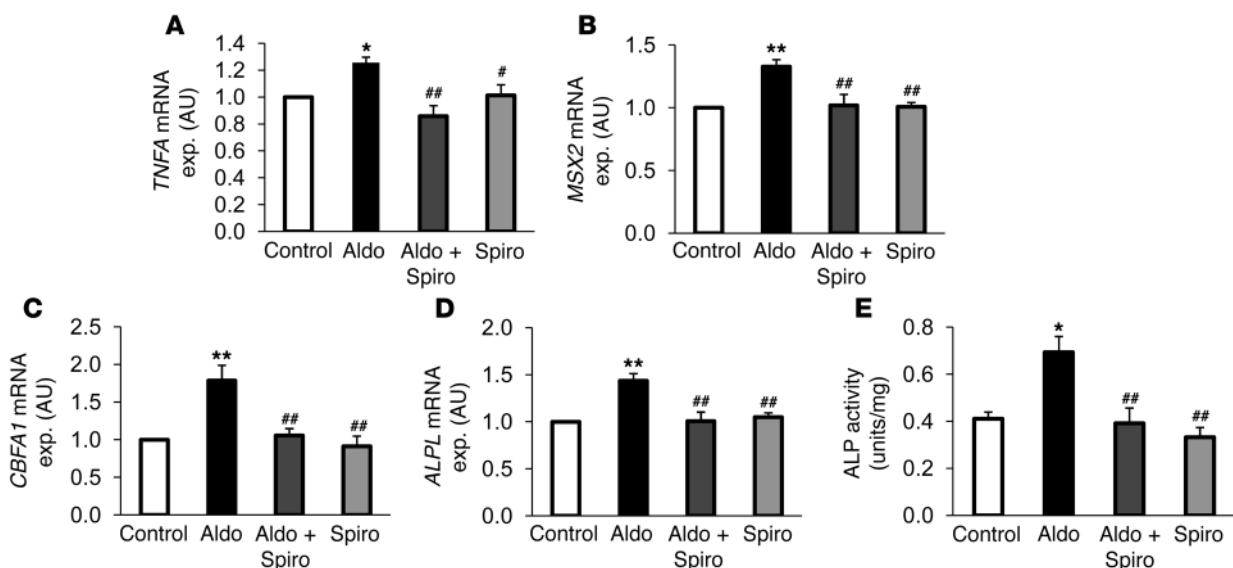 A
TNFA mRNA
exp. (AU)
1.4
1.2
1.0
0.8
0.6
0.4
0.2
0.0
*
##
#
Control Aldo Aldo + Spiro
Spiro
B
MSX2 mRNA
exp. (AU)
1.5
1.0
0.5
0.0
**
##
##
Control Aldo Aldo + Spiro
Spiro
C
CBFA1 mRNA
exp. (AU)
2.5
2.0
1.5
1.0
0.5
0.0
**
##
##
Control Aldo Aldo + Spiro
Spiro
D
ALPL mRNA
exp. (AU)
2.0
1.5
1.0
0.5
0.0
**
##
##
Control Aldo Aldo + Spiro
Spiro
E
ALP activity
(units/mg)
0.8
0.6
0.4
0.2
0.0
*
##
##
Control Aldo Aldo + Spiro
Spiro